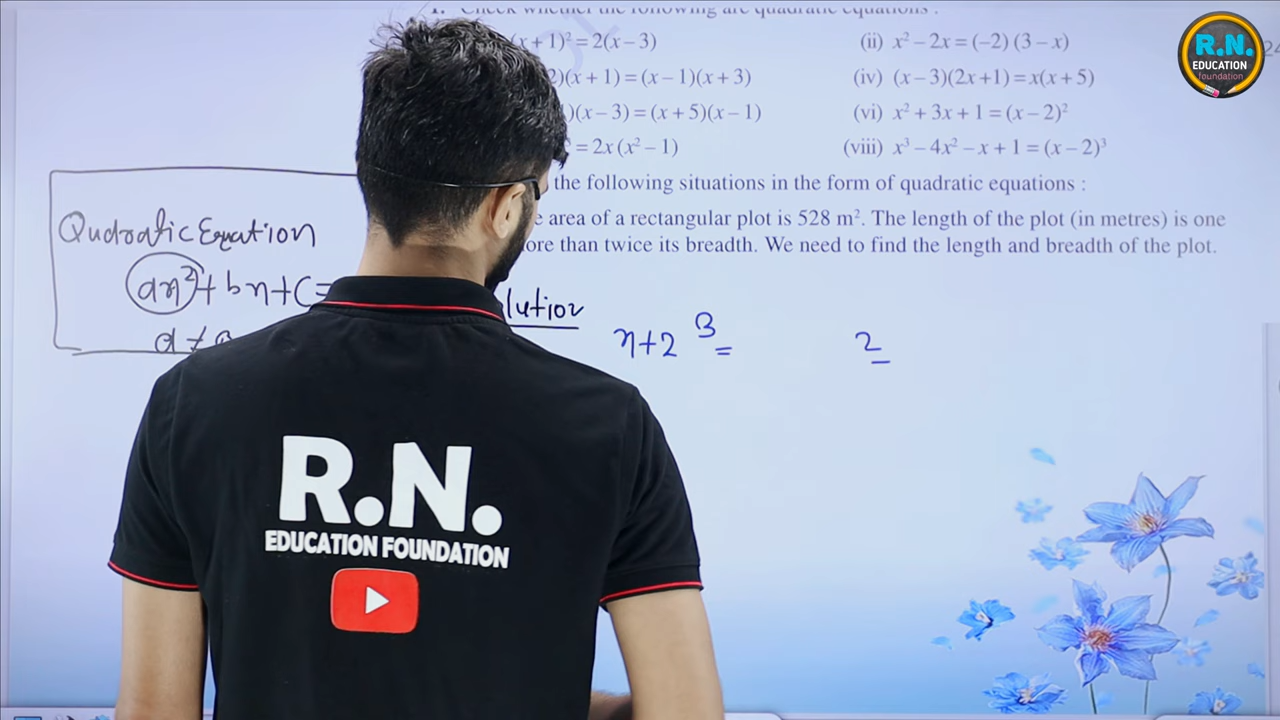 1. Check whether the following are quadratic equations :
(x + 1)² = 2(x – 3)
(ii) x² – 2x = (–2) (3 – x)
2)(x + 1) = (x – 1)(x + 3)
(iv) (x – 3)(2x + 1) = x(x + 5)
)(x – 3) = (x + 5)(x – 1)
(vi) x² + 3x + 1 = (x – 2)²
= 2x (x² – 1)
(viii) x³ – 4x² – x + 1 = (x – 2)³
the following situations in the form of quadratic equations :
area of a rectangular plot is 528 m². The length of the plot (in metres) is one
ore than twice its breadth. We need to find the length and breadth of the plot.
Qudratic Equation
ax² + bx + C =
a ≠
lution
x+2 3 =
2
R.N.
EDUCATION FOUNDATION
R.N.
EDUCATION
foundation